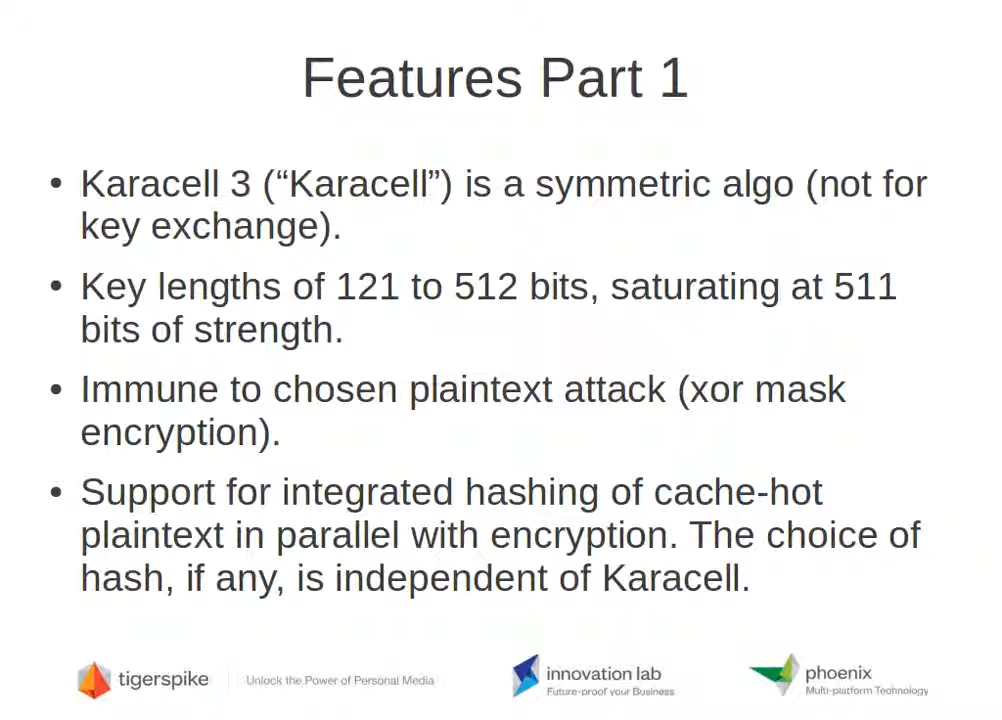 Features Part 1
• Karacell 3 (“Karacell”) is a symmetric algo (not for
key exchange).
• Key lengths of 121 to 512 bits, saturating at 511
bits of strength.
• Immune to chosen plaintext attack (xor mask
encryption).
• Support for integrated hashing of cache-hot
plaintext in parallel with encryption. The choice of
hash, if any, is independent of Karacell.
tigerspike Unlock the Power of Personal Media
innovation lab
Future-proof your Business
phoenix
Multi-platform Technology